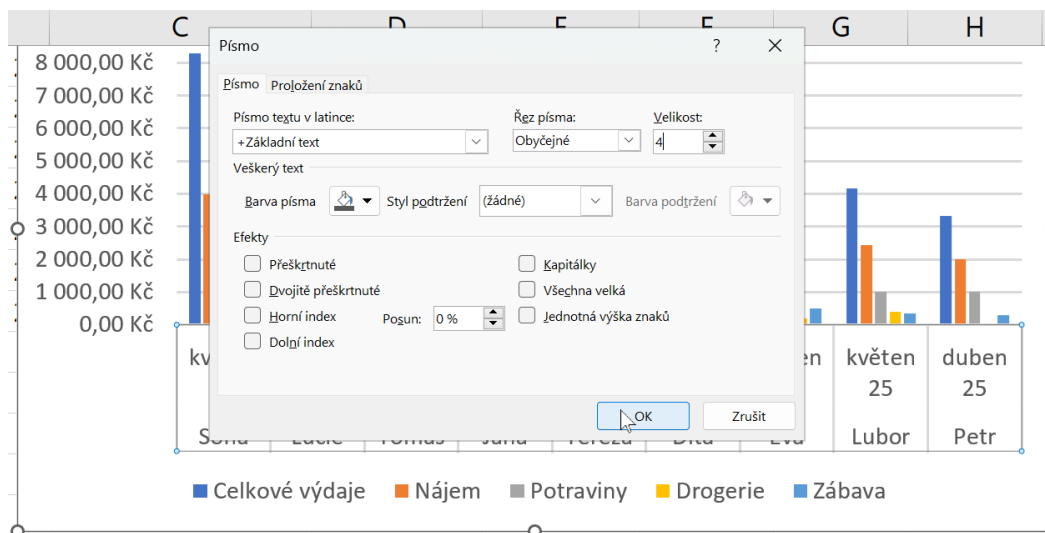 C D E F G H
Písmo ?
Písmo Proložení znaků
Písmo textu v latince: Řez písma: Velikost:
+Základní text Obyčejné 4
Veškerý text
Barva písma Styl podtržení (žádné) Barva podtržení
Efekty
Přeškrtnuté Kapitálky
Dvojitě přeškrtnuté Všechna velká
Horní index Posun: 0 % Jednotná výška znaků
Dolní index
OK Zrušit
8 000,00 Kč
7 000,00 Kč
6 000,00 Kč
5 000,00 Kč
4 000,00 Kč
3 000,00 Kč
2 000,00 Kč
1 000,00 Kč
0,00 Kč
květen duben
25 25
Lubor Petr
Celkové výdaje Nájem Potraviny Drogerie Zábava